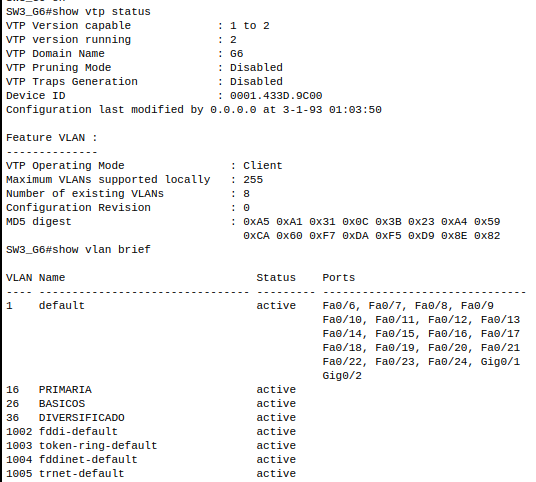 SW3_G6#show vtp status
VTP Version capable : 1 to 2
VTP version running : 2
VTP Domain Name : G6
VTP Pruning Mode : Disabled
VTP Traps Generation : Disabled
Device ID : 0001.433D.9C00
Configuration last modified by 0.0.0.0 at 3-1-93 01:03:50
Feature VLAN :
--------------
VTP Operating Mode : Client
Maximum VLANs supported locally : 255
Number of existing VLANs : 8
Configuration Revision : 0
MD5 digest : 0xA5 0xA1 0x31 0x0C 0x3B 0x23 0xA4 0x59
0xCA 0x60 0xF7 0xDA 0xF5 0xD9 0x8E 0x82
SW3_G6#show vlan brief
VLAN Name Status Ports
---- -------------------------------- --------- -------------------------------
1 default active Fa0/6, Fa0/7, Fa0/8, Fa0/9
Fa0/10, Fa0/11, Fa0/12, Fa0/13
Fa0/14, Fa0/15, Fa0/16, Fa0/17
Fa0/18, Fa0/19, Fa0/20, Fa0/21
Fa0/22, Fa0/23, Fa0/24, Gig0/1
Gig0/2
16 PRIMARIA active
26 BASICOS active
36 DIVERSIFICADO active
1002 fddi-default active
1003 token-ring-default active
1004 fddinet-default active
1005 trnet-default active